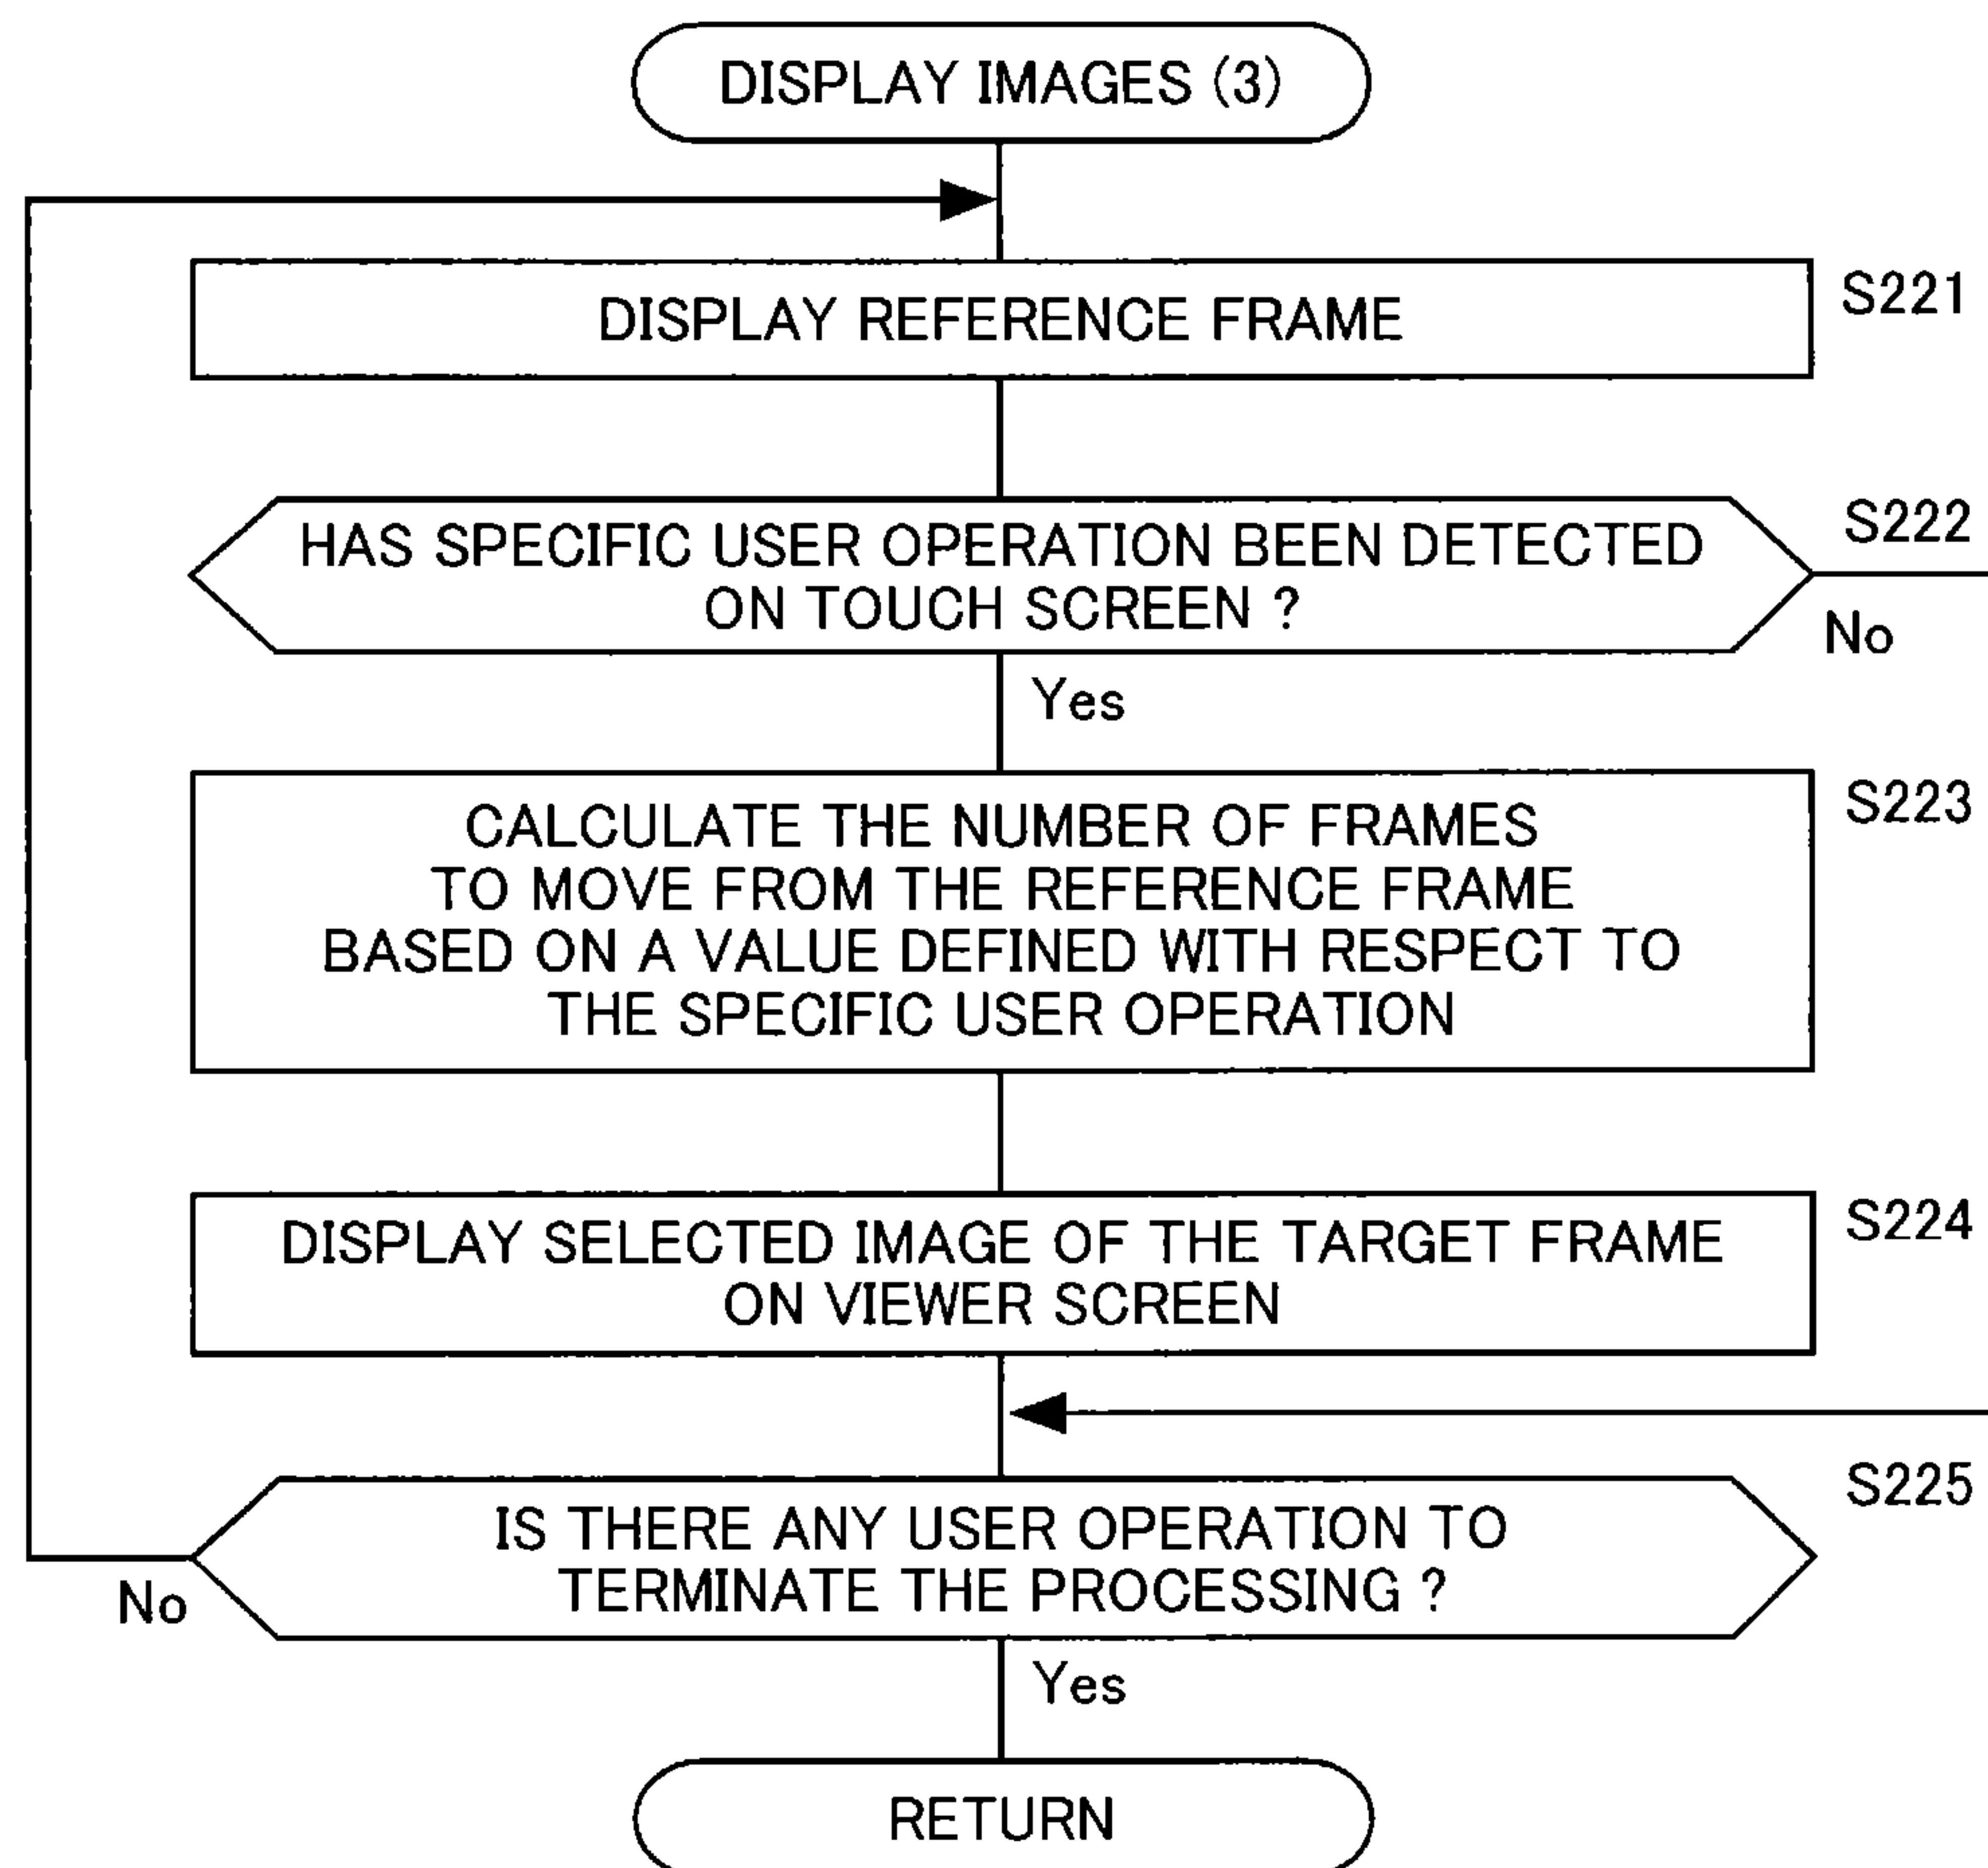 DISPLAY IMAGES (3)
DISPLAY REFERENCE FRAME
S221
HAS SPECIFIC USER OPERATION BEEN DETECTED
ON TOUCH SCREEN ?
S222
No
Yes
CALCULATE THE NUMBER OF FRAMES
TO MOVE FROM THE REFERENCE FRAME
BASED ON A VALUE DEFINED WITH RESPECT TO
THE SPECIFIC USER OPERATION
S223
DISPLAY SELECTED IMAGE OF THE TARGET FRAME
ON VIEWER SCREEN
S224
IS THERE ANY USER OPERATION TO
TERMINATE THE PROCESSING ?
S225
No
Yes
RETURN